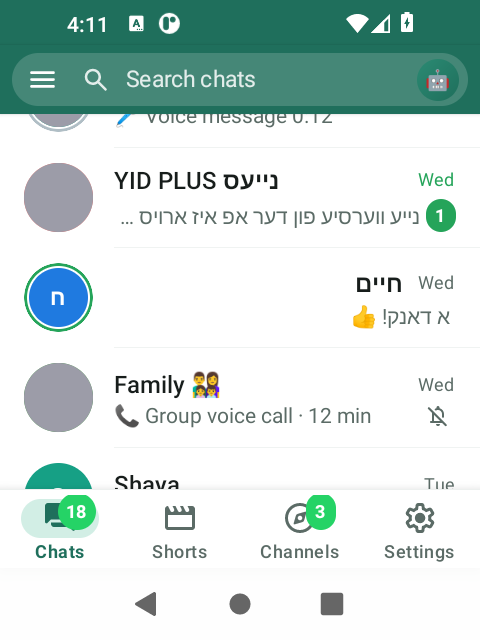 4:11
Search chats
Voice message 0:12
YID PLUS נייעס
Wed
נייע ווערסיע פון דער אפ איז ארויס ...
1
ח
חיים
Wed
א דאנק! 👍
Family 👨‍👩‍👧‍👦
Wed
📞 Group voice call · 12 min
Shaya
Tue
18
3
Chats
Shorts
Channels
Settings